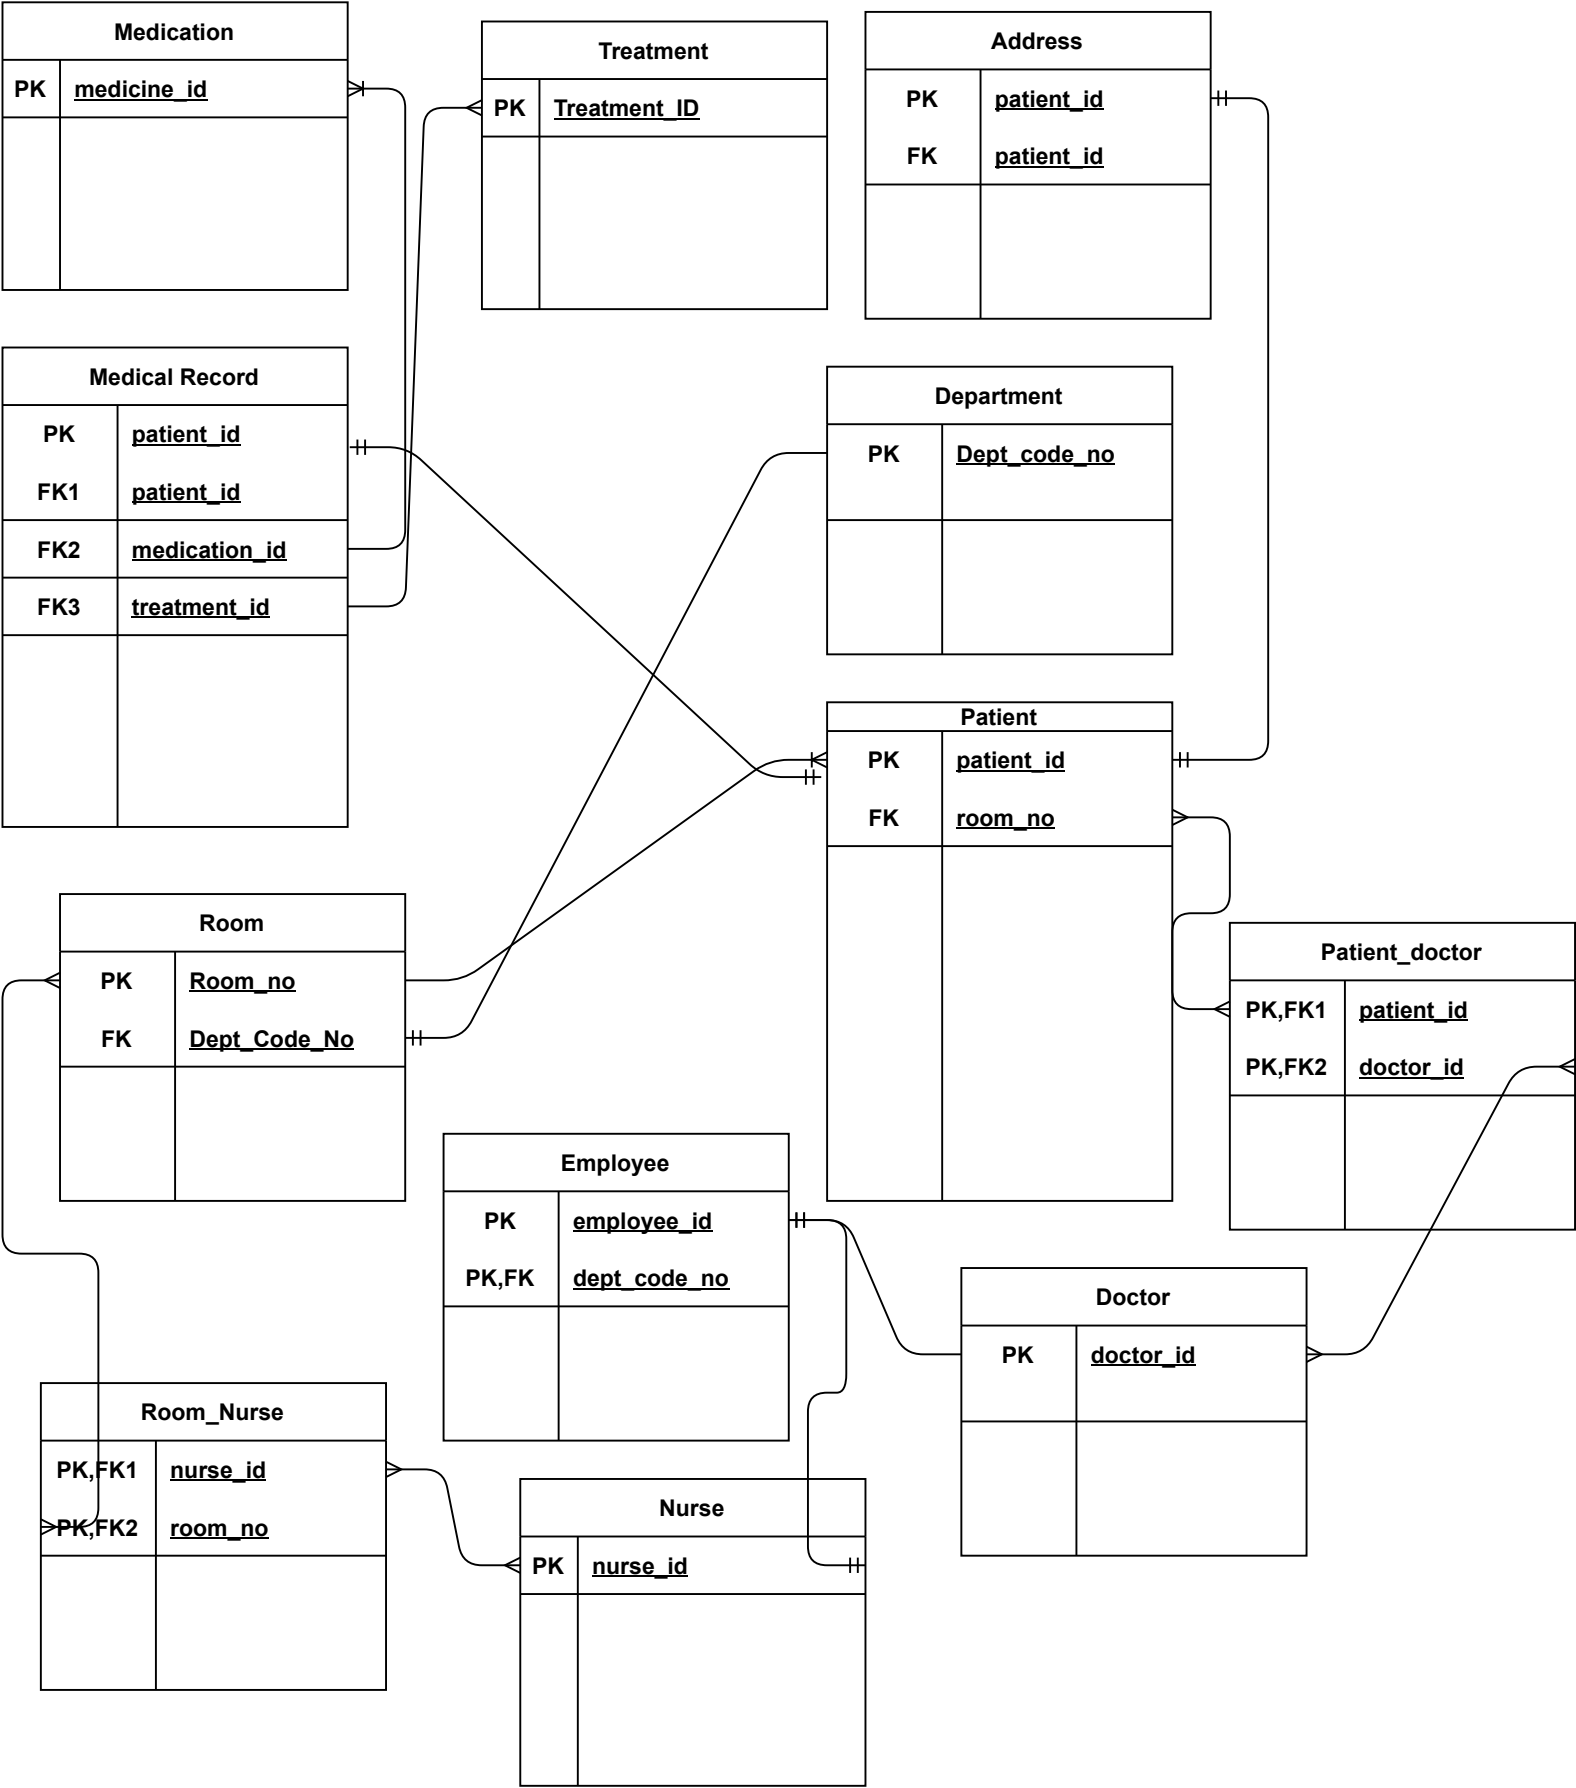 Medication
PK medicine_id
Treatment
PK Treatment_ID
Address
PK patient_id
FK patient_id
Medical Record
PK patient_id
FK1 patient_id
FK2 medication_id
FK3 treatment_id
Department
PK Dept_code_no
Patient
PK patient_id
FK room_no
Room
PK Room_no
FK Dept_Code_No
Patient_doctor
PK,FK1 patient_id
PK,FK2 doctor_id
Employee
PK employee_id
PK,FK dept_code_no
Doctor
PK doctor_id
Room_Nurse
PK,FK1 nurse_id
PK,FK2 room_no
Nurse
PK nurse_id